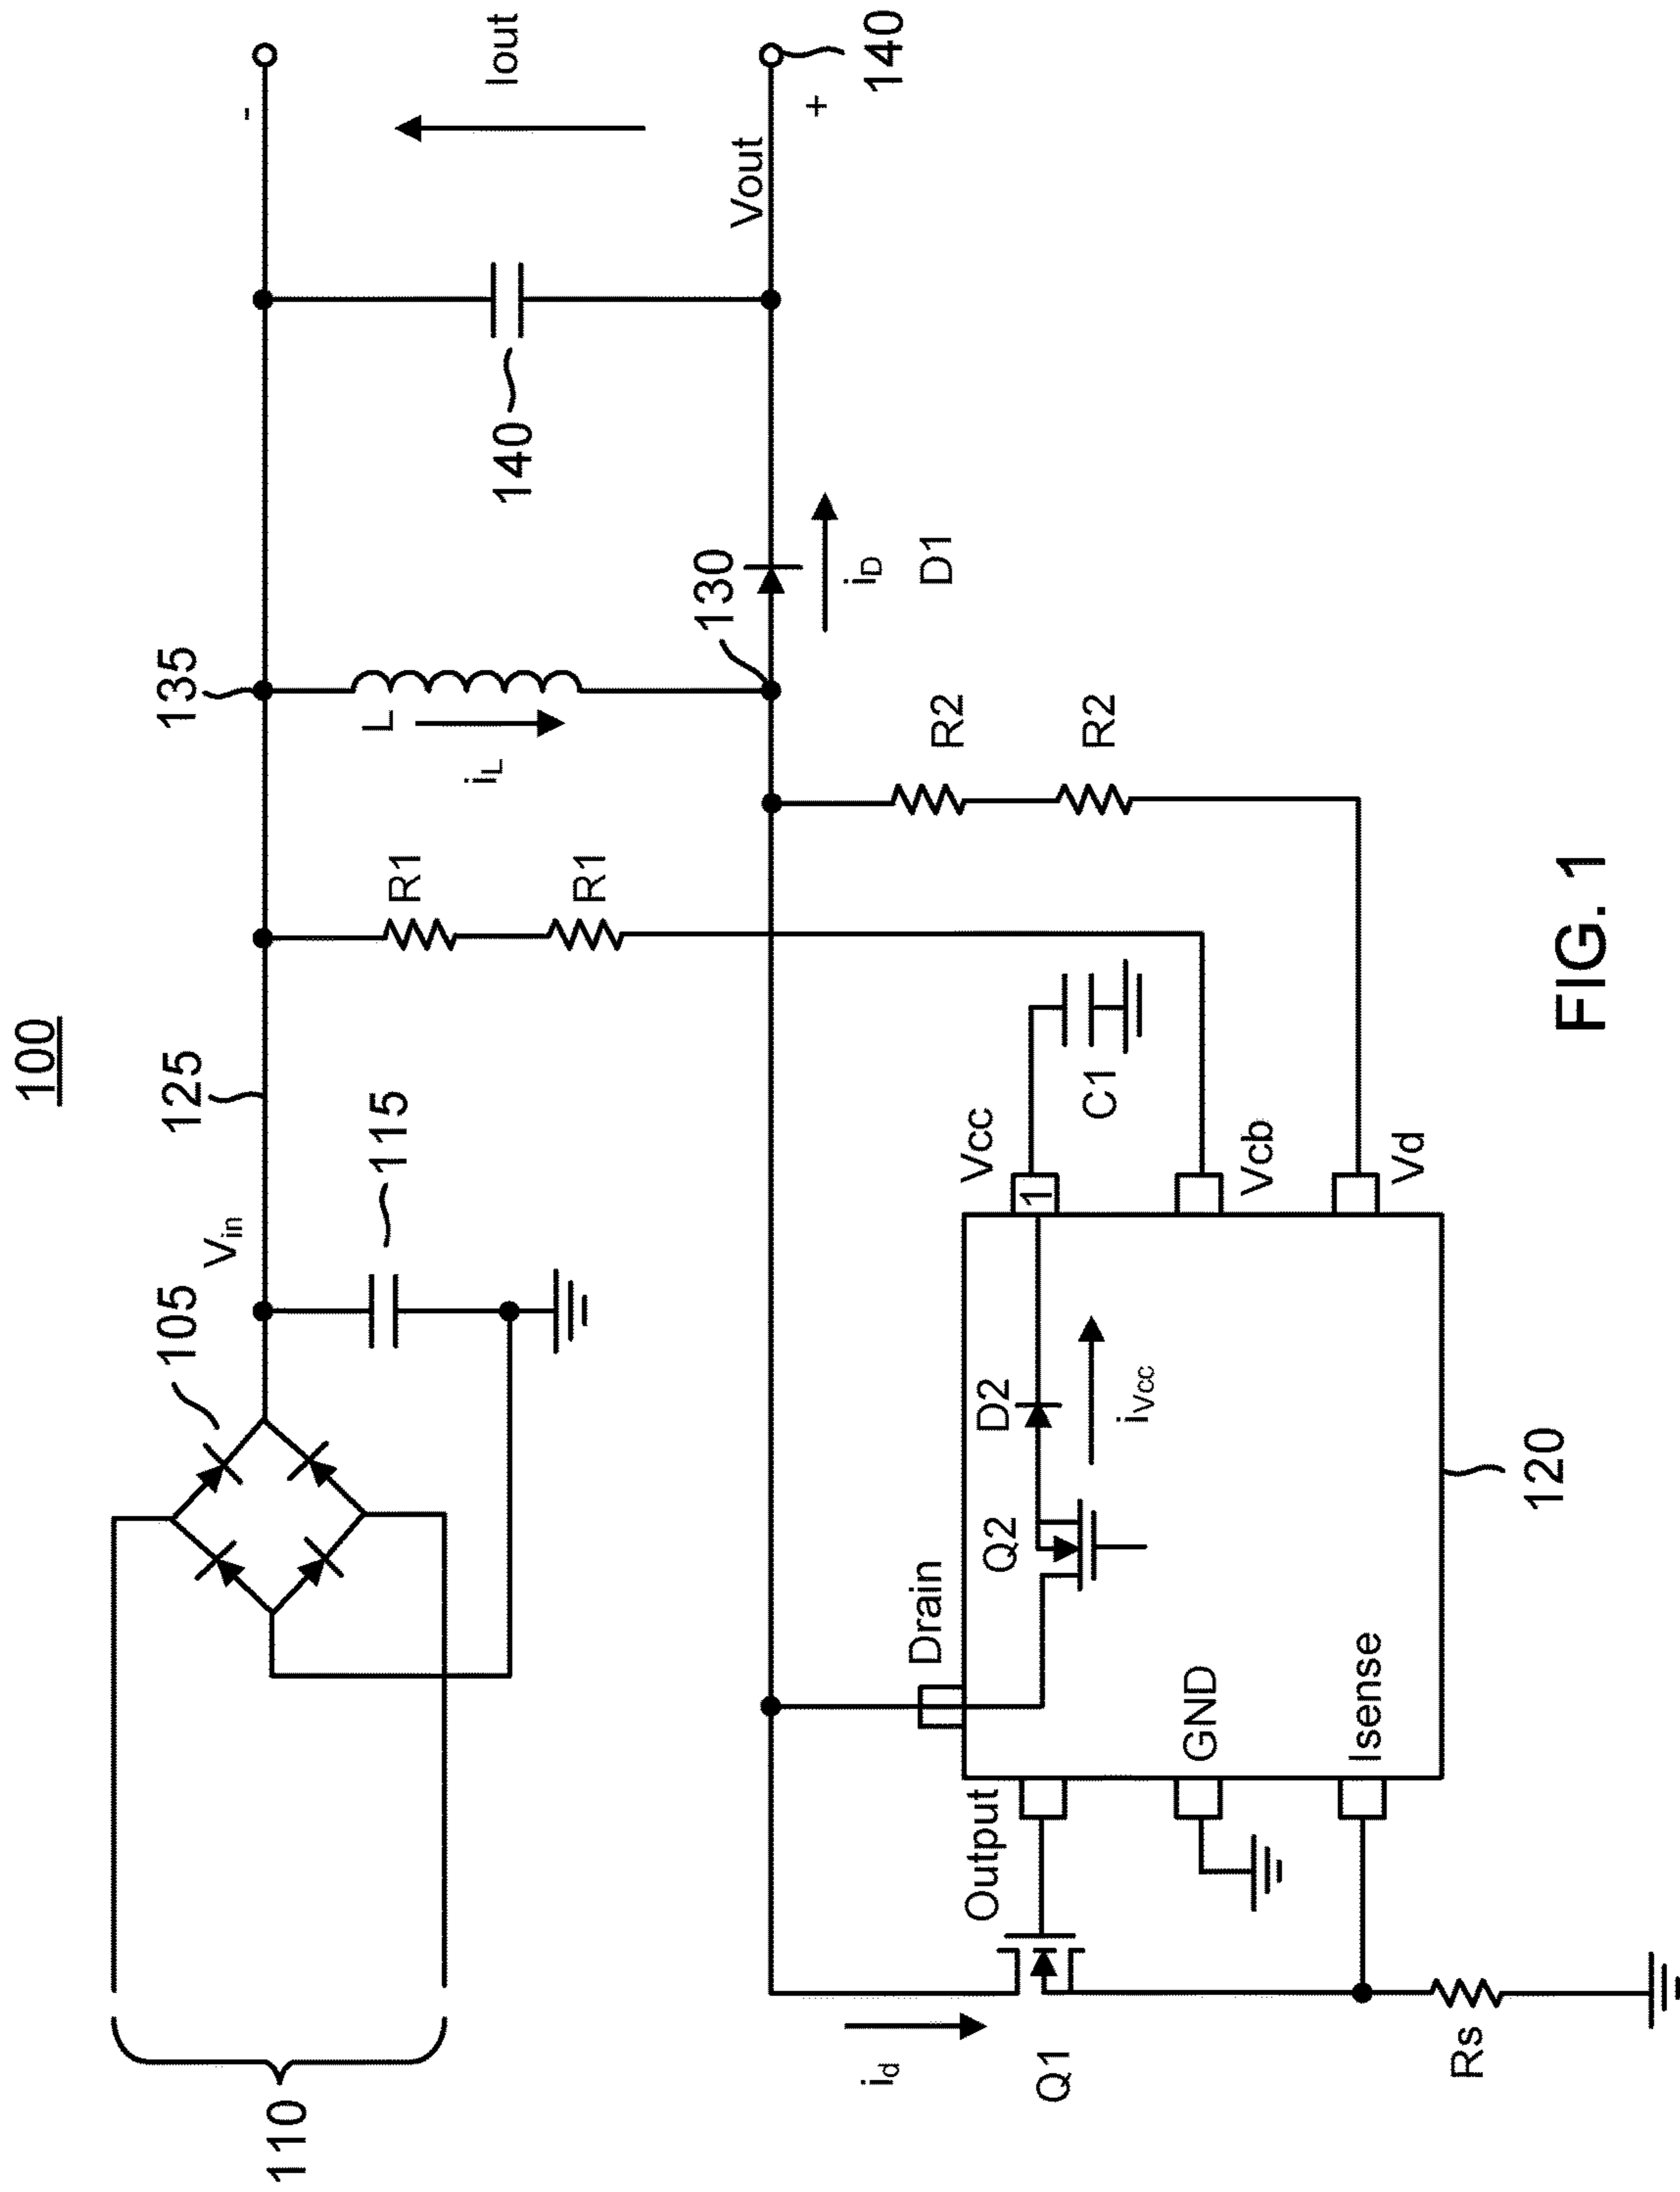 100
110
105
Vin
115
125
135
R1
R1
L
iL
140
-
Iout
Vout
+
140
130
iD
D1
R2
R2
id
Q1
Rs
Output
Drain
GND
Isense
Q2
D2
iVcc
120
1
Vcc
Vcb
Vd
C1
FIG. 1